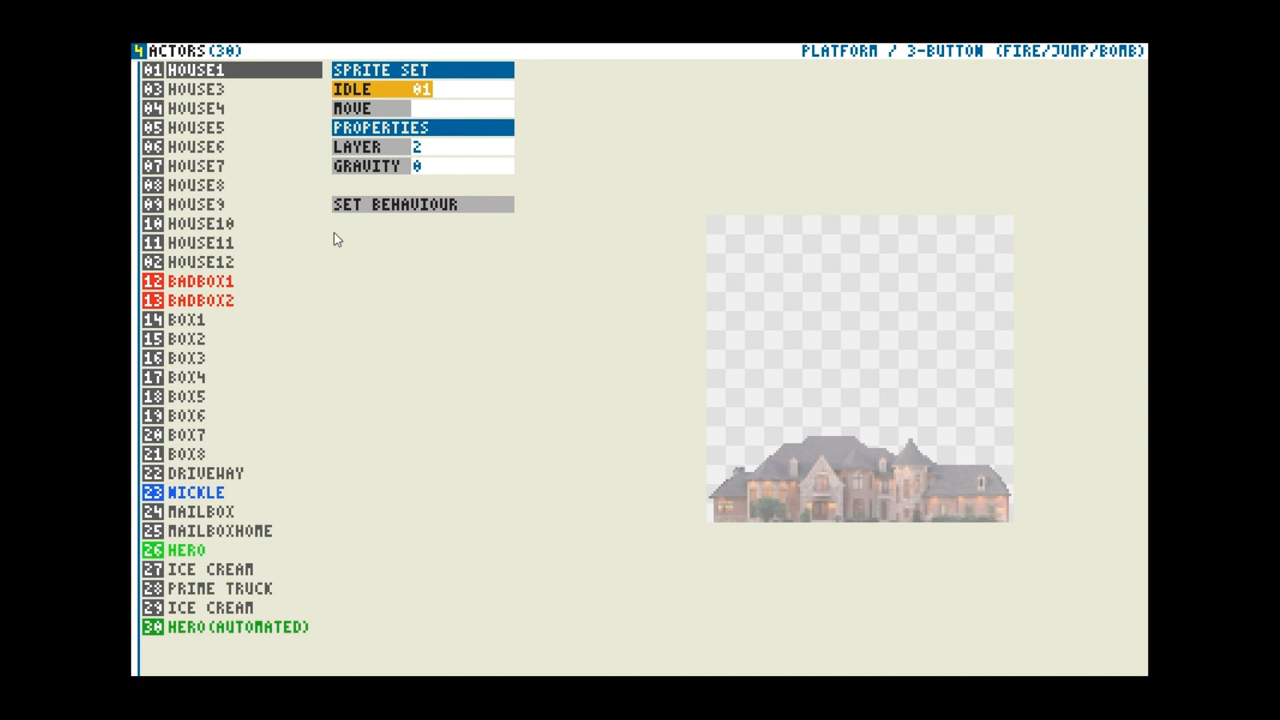 4 ACTORS(30)
PLATFORM / 3-BUTTON (FIRE/JUMP/BOMB)
01 HOUSE1
03 HOUSE3
04 HOUSE4
05 HOUSE5
06 HOUSE6
07 HOUSE7
08 HOUSE8
09 HOUSE9
10 HOUSE10
11 HOUSE11
02 HOUSE12
12 BADBOX1
13 BADBOX2
14 BOX1
15 BOX2
16 BOX3
17 BOX4
18 BOX5
19 BOX6
20 BOX7
21 BOX8
22 DRIVEWAY
23 NICKLE
24 MAILBOX
25 MAILBOXHOME
26 HERO
27 ICE CREAM
28 PRIME TRUCK
29 ICE CREAM
30 HERO(AUTOMATED)
SPRITE SET
IDLE 01
MOVE
PROPERTIES
LAYER 2
GRAVITY 0
SET BEHAVIOUR